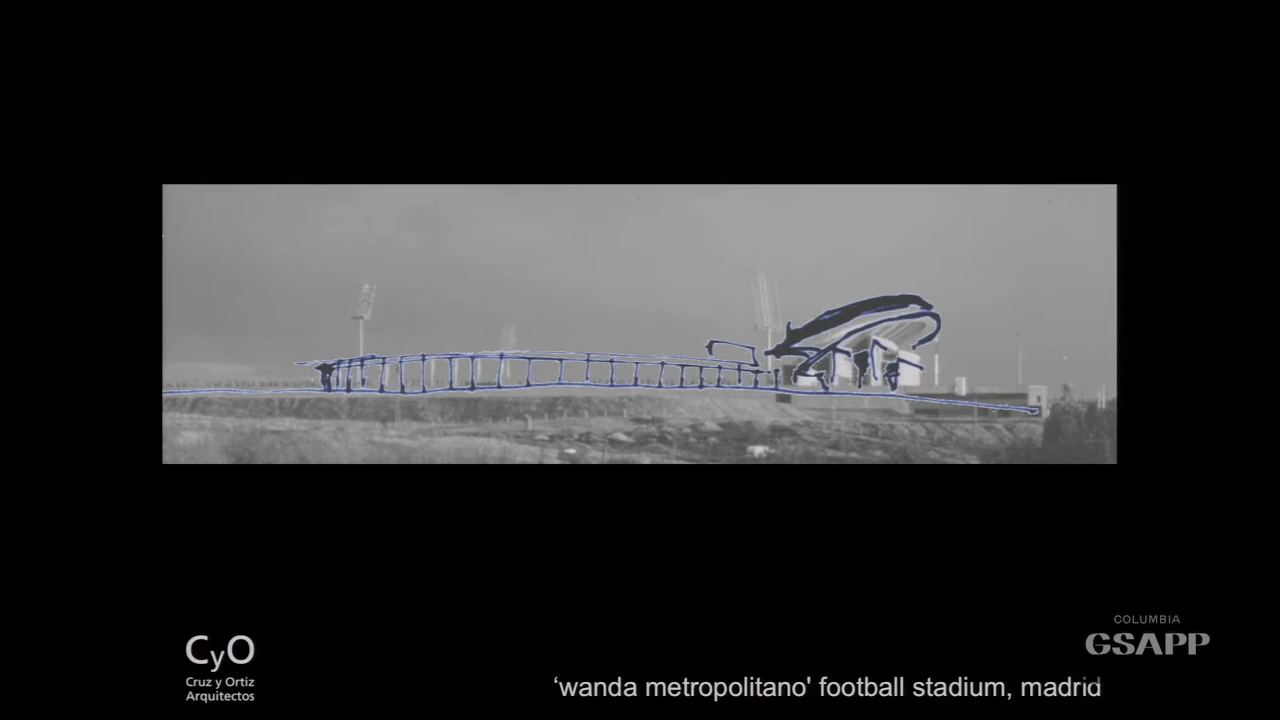 CyO
Cruz y Ortiz
Arquitectos
COLUMBIA
GSAPP
‘wanda metropolitano' football stadium, madrid